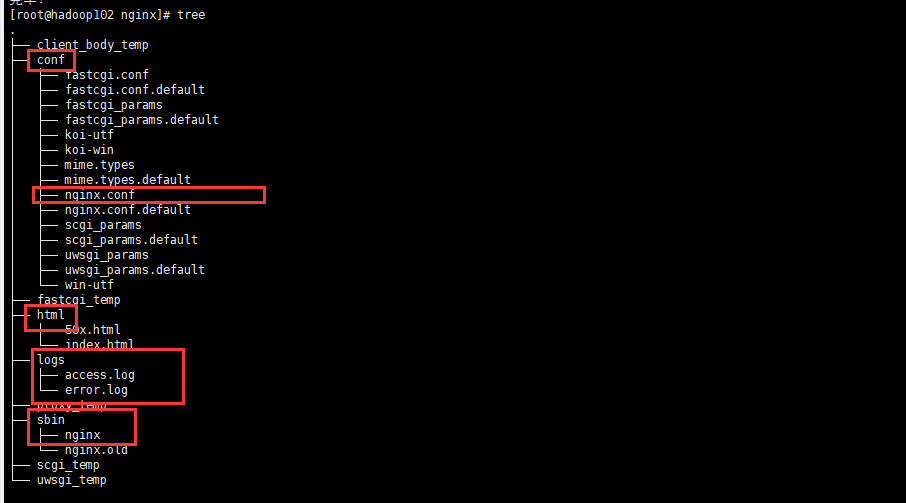 [root@hadoop102 nginx]# tree
.
├── client_body_temp
├── conf
│   ├── fastcgi.conf
│   ├── fastcgi.conf.default
│   ├── fastcgi_params
│   ├── fastcgi_params.default
│   ├── koi-utf
│   ├── koi-win
│   ├── mime.types
│   ├── mime.types.default
│   ├── nginx.conf
│   ├── nginx.conf.default
│   ├── scgi_params
│   ├── scgi_params.default
│   ├── uwsgi_params
│   ├── uwsgi_params.default
│   └── win-utf
├── fastcgi_temp
├── html
│   ├── 50x.html
│   └── index.html
├── logs
│   ├── access.log
│   └── error.log
├── proxy_temp
├── sbin
│   ├── nginx
│   └── nginx.old
├── scgi_temp
└── uwsgi_temp